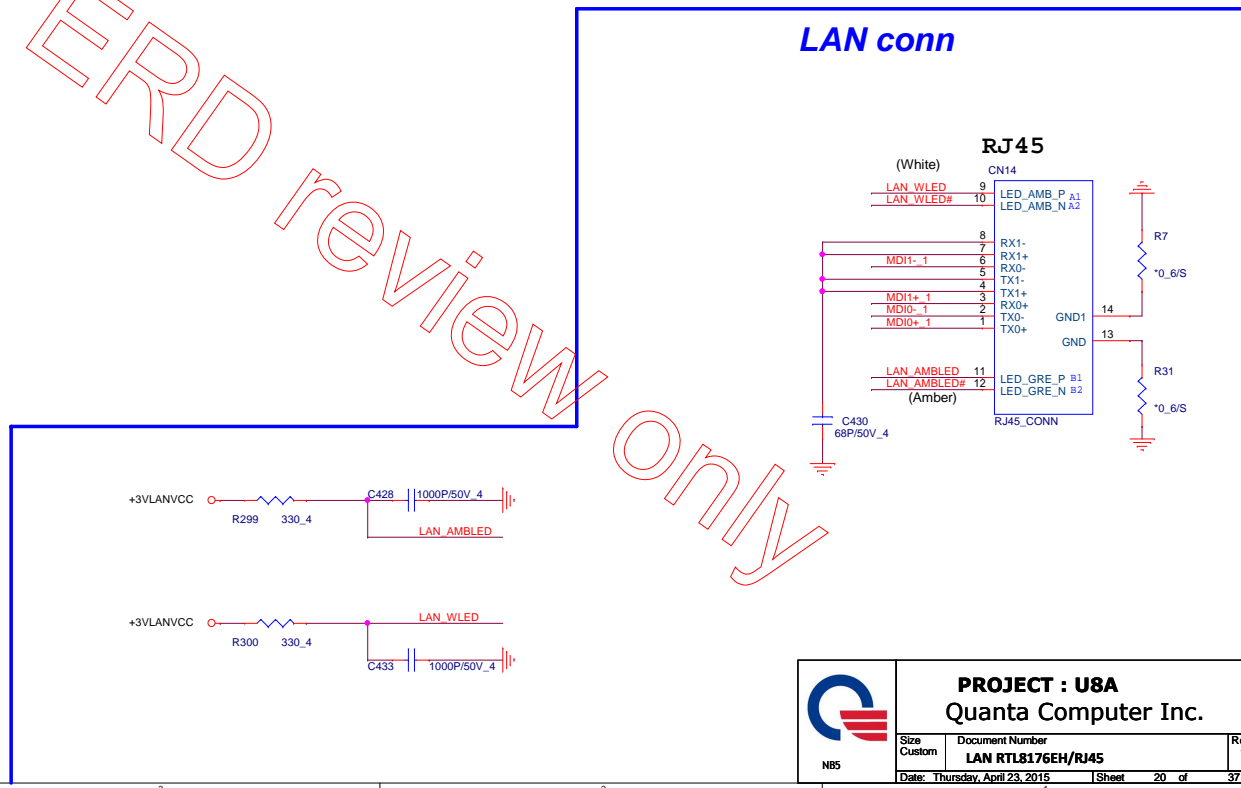 LAN conn
ERD review only
RJ45
(White)
CN14
LAN_WLED 9 LED_AMB_P A1
LAN_WLED# 10 LED_AMB_N A2
8 RX1-
7 RX1+
MDI1-_1 6 RX0-
5 TX1-
4 TX1+
MDI1+_1 3 RX0+
MDI0-_1 2 TX0-
MDI0+_1 1 TX0+
GND1 14
GND 13
R7
*0_6/S
R31
*0_6/S
LAN_AMBLED 11 LED_GRE_P B1
LAN_AMBLED# 12 LED_GRE_N B2
(Amber)
RJ45_CONN
C430
68P/50V_4
+3VLANVCC
R299 330_4
C428 1000P/50V_4
LAN_AMBLED
+3VLANVCC
R300 330_4
LAN_WLED
C433 1000P/50V_4
NB5
PROJECT : U8A
Quanta Computer Inc.
Size Document Number
Custom LAN RTL8176EH/RJ45
Date: Thursday, April 23, 2015 Sheet 20 of 37